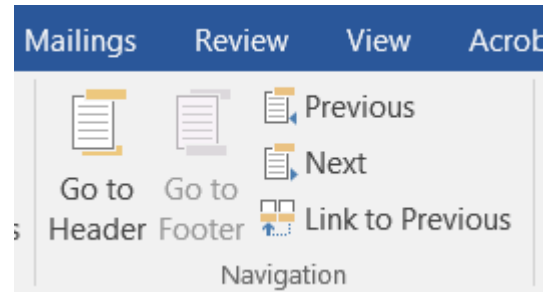 Mailings Review View Acrob
Previous
Next
Go to Header
Go to Footer
s
Link to Previous
Navigation